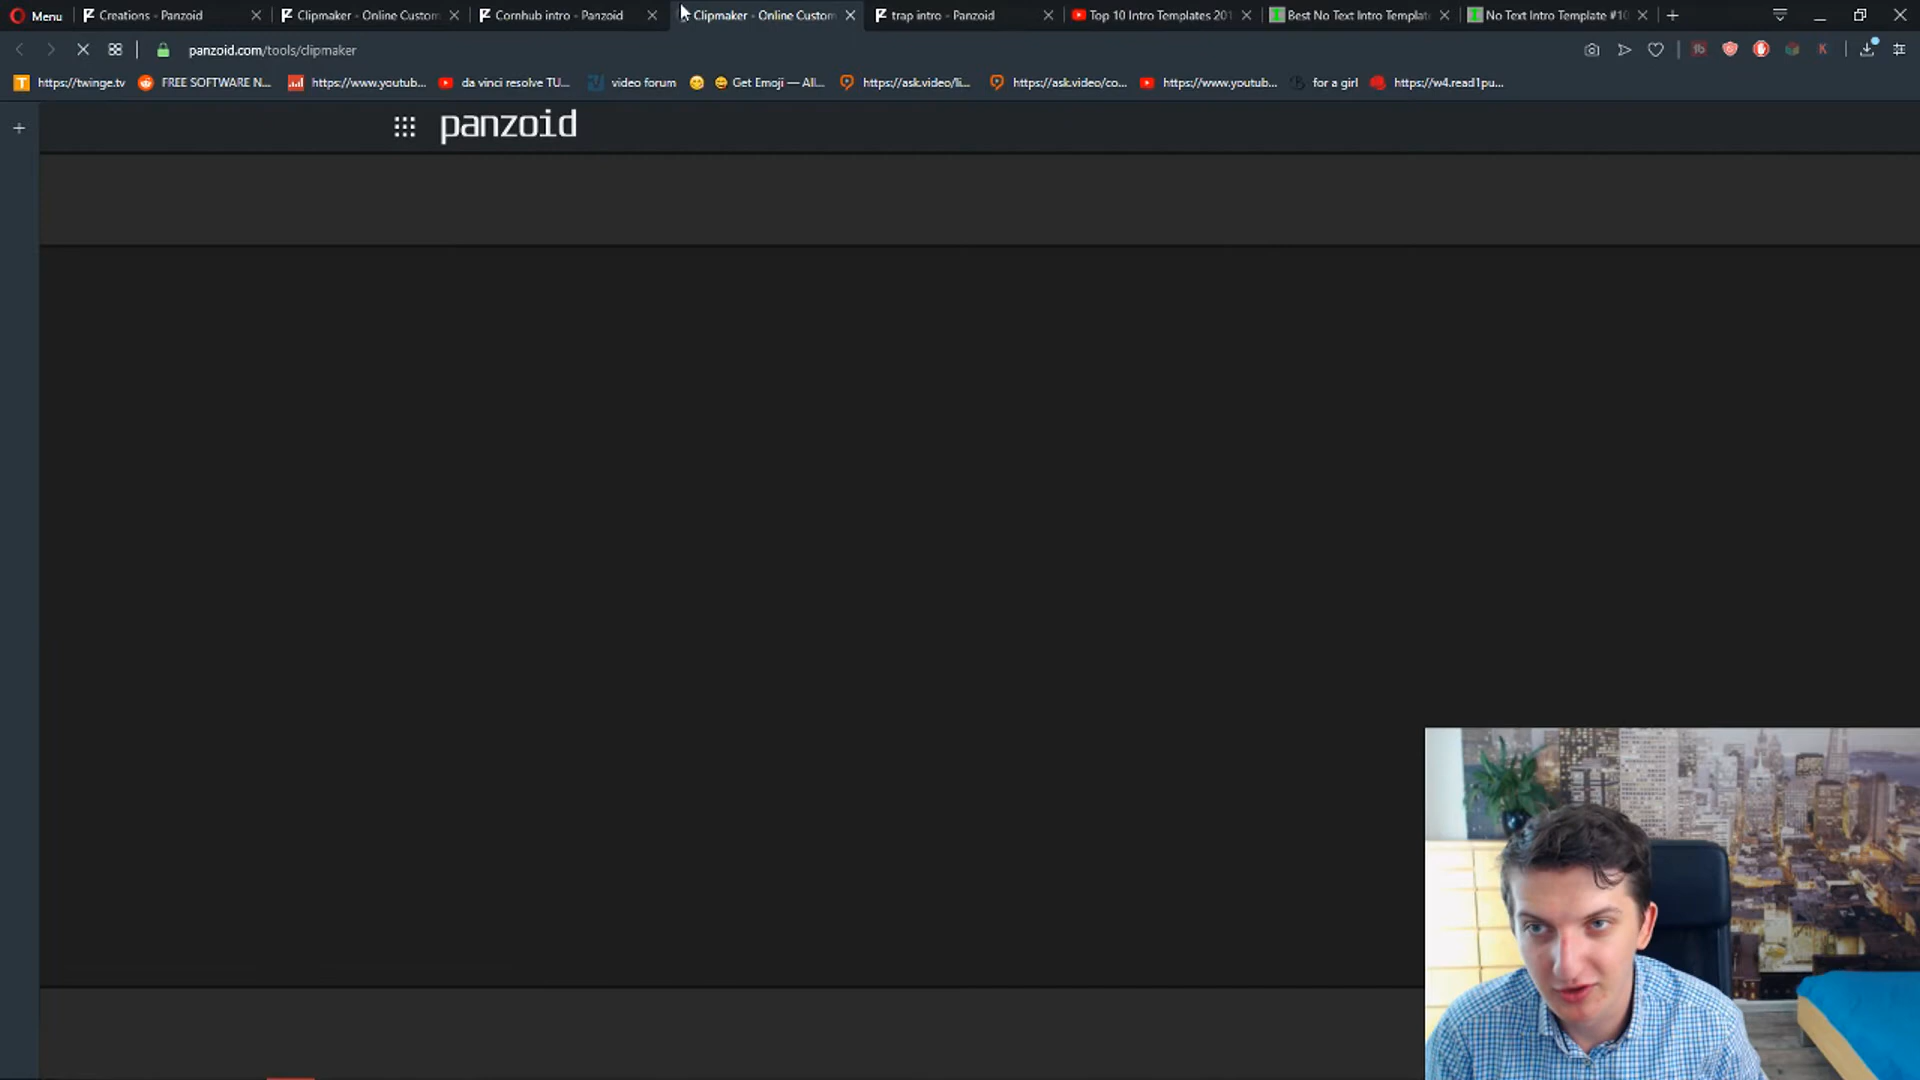 Menu
Creations - Panzoid
Clipmaker - Online Custom
Cornhub intro - Panzoid
Clipmaker - Online Custom
trap intro - Panzoid
Top 10 Intro Templates 201
Best No Text Intro Template
No Text Intro Template #10
panzoid.com/tools/clipmaker
https://twinge.tv
FREE SOFTWARE N...
https://www.youtub...
da vinci resolve TU...
video forum
Get Emoji — All...
https://ask.video/li...
https://ask.video/co...
https://www.youtub...
for a girl
https://w4.read1pu...
panzoid